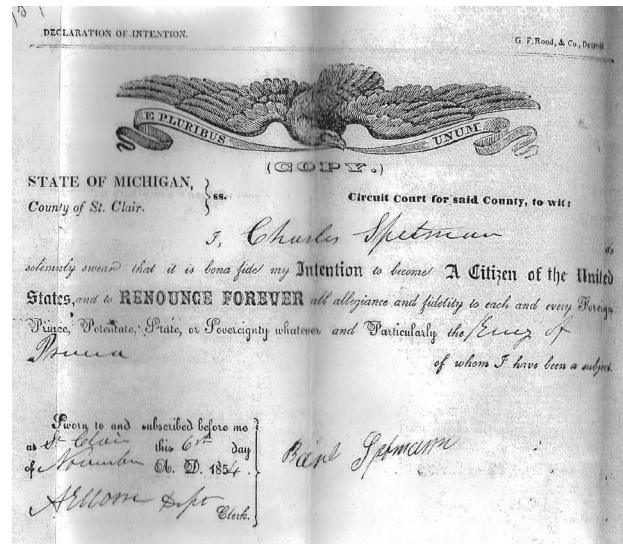 DECLARATION OF INTENTION.
G. F. Rood, & Co., Detroit
E PLURIBUS UNUM.
(COPY.)
STATE OF MICHIGAN,
County of St. Clair.
} ss.
Circuit Court for said County, to wit:
I, Charles Spetman do
solemnly swear that it is bona fide my Intention to become A Citizen of the United
States, and to RENOUNCE FOREVER all allegiance and fidelity to each and every Foreign
Prince, Potentate, State, or Sovereignty whatever and Particularly the King of
Prussia
of whom I have been a subject.
Sworn to and subscribed before me
at St Clair this 6th day
of November A. D. 1854.
Clerk.
Karl Spetmann